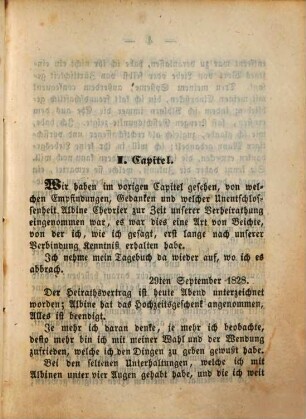 I. Capitel.
Wir haben im vorigen Capitel gesehen, von wel-
chen Empfindungen, Gedanken und welcher Unentschlos-
senheit Albine Chevrier zur Zeit unserer Verheirathung
eingenommen war, es war dies eine Art von Beichte,
von der ich, wie ich gesagt, erst lange nach unserer
Verbindung Kenntniß erhalten habe.
Ich nehme mein Tagebuch da wieder auf, wo ich es
abbrach.
29ten September 1828.
Der Heirathsvertrag ist heute Abend unterzeichnet
worden; Albine hat das Hochzeitsgeschenk angenommen,
Alles ist beendigt.
Je mehr ich daran denke, je mehr ich beobachte,
desto mehr bin ich mit meiner Wahl und der Wendung
zufrieden, welche ich den Dingen zu geben gewußt habe.
Bei den seltenen Unterhaltungen, welche ich mit
Albinen unter vier Augen gehabt habe, und die ich weit